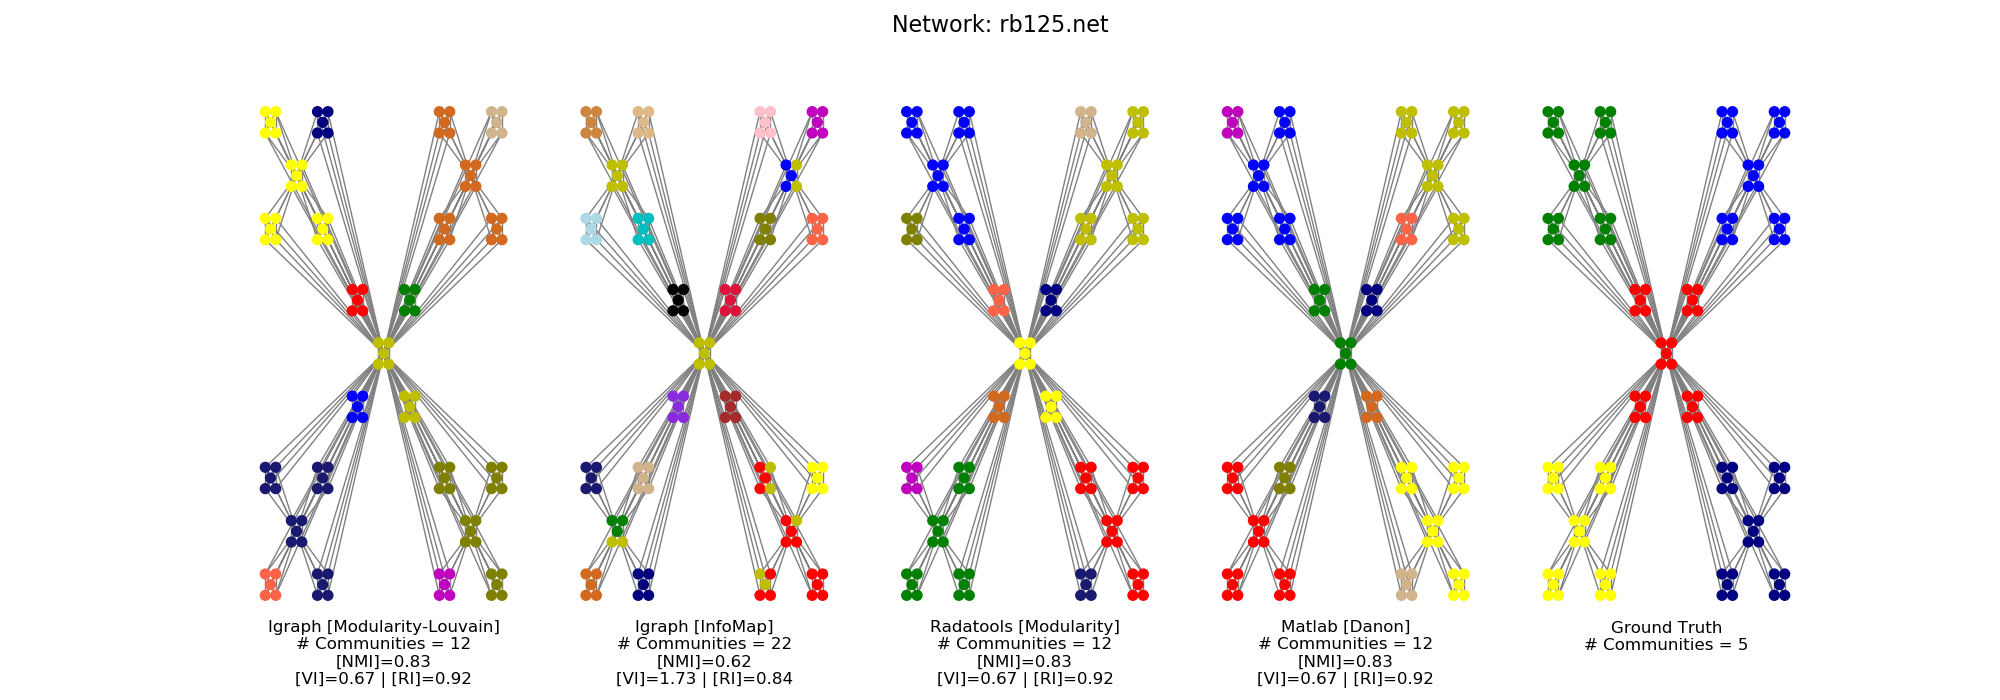 Network: rb125.net
Igraph [Modularity-Louvain]
# Communities = 12
[NMI]=0.83
[VI]=0.67 | [RI]=0.92
Igraph [InfoMap]
# Communities = 22
[NMI]=0.62
[VI]=1.73 | [RI]=0.84
Radatools [Modularity]
# Communities = 12
[NMI]=0.83
[VI]=0.67 | [RI]=0.92
Matlab [Danon]
# Communities = 12
[NMI]=0.83
[VI]=0.67 | [RI]=0.92
Ground Truth
# Communities = 5